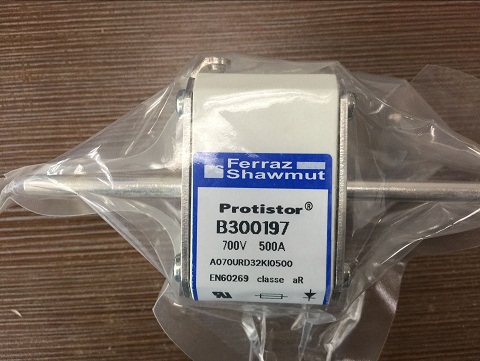 Ferraz
Shawmut
Protistor®
B300197
700V 500A
A070URD32KI0500
EN60269 classe aR